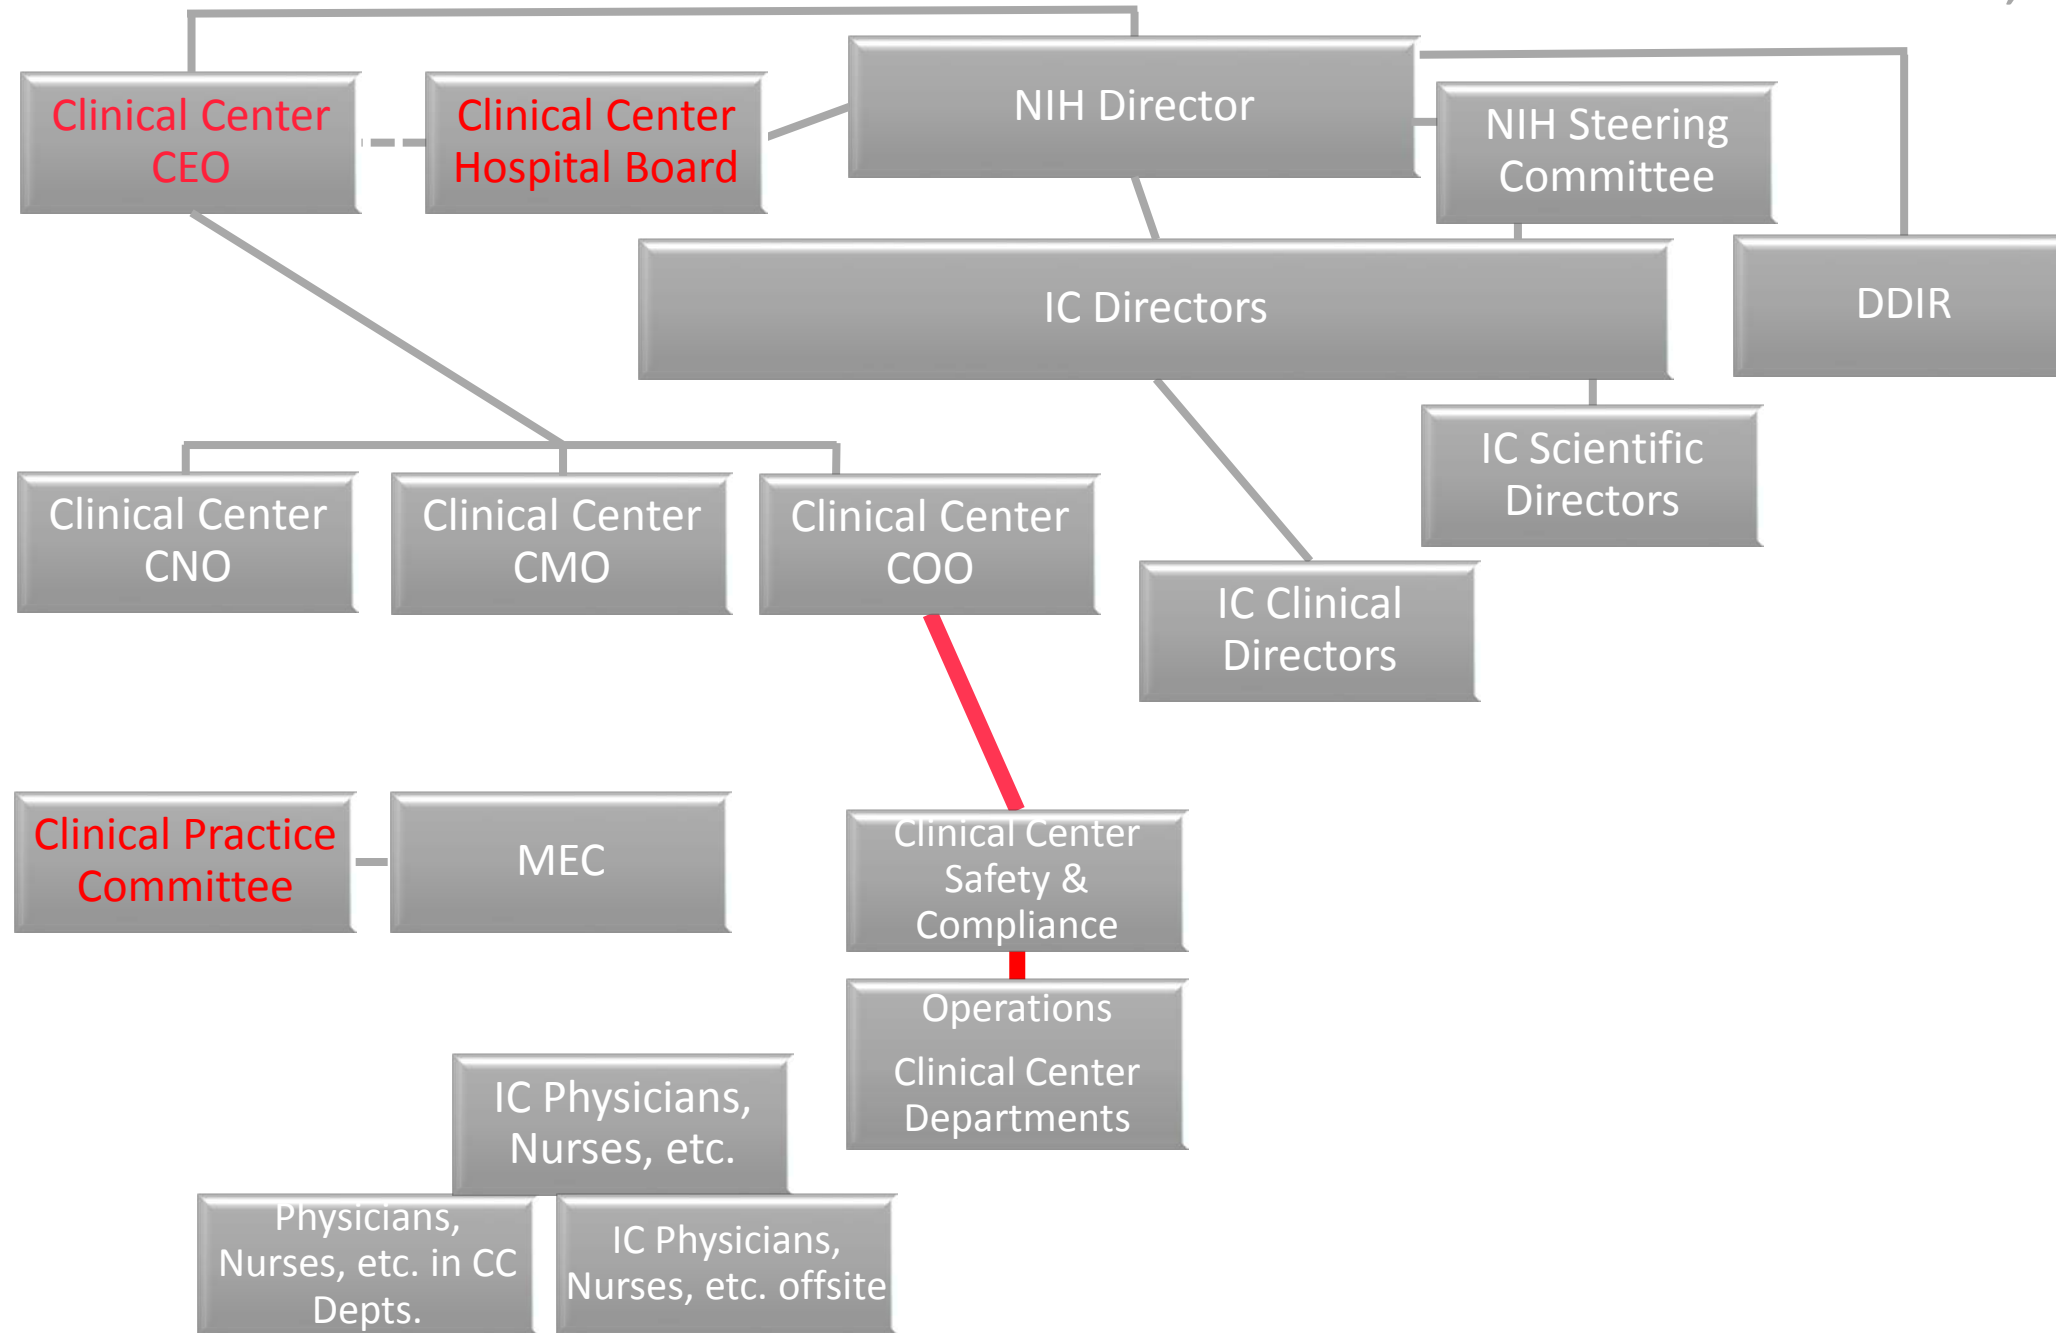 Clinical Center
CEO
Clinical Center
Hospital Board
NIH Director
NIH Steering
Committee
IC Directors
DDIR
IC Scientific
Directors
Clinical Center
CNO
Clinical Center
CMO
Clinical Center
COO
IC Clinical
Directors
Clinical Practice
Committee
MEC
Clinical Center
Safety &
Compliance
Operations
Clinical Center
Departments
IC Physicians,
Nurses, etc.
Physicians,
Nurses, etc. in CC
Depts.
IC Physicians,
Nurses, etc. offsite